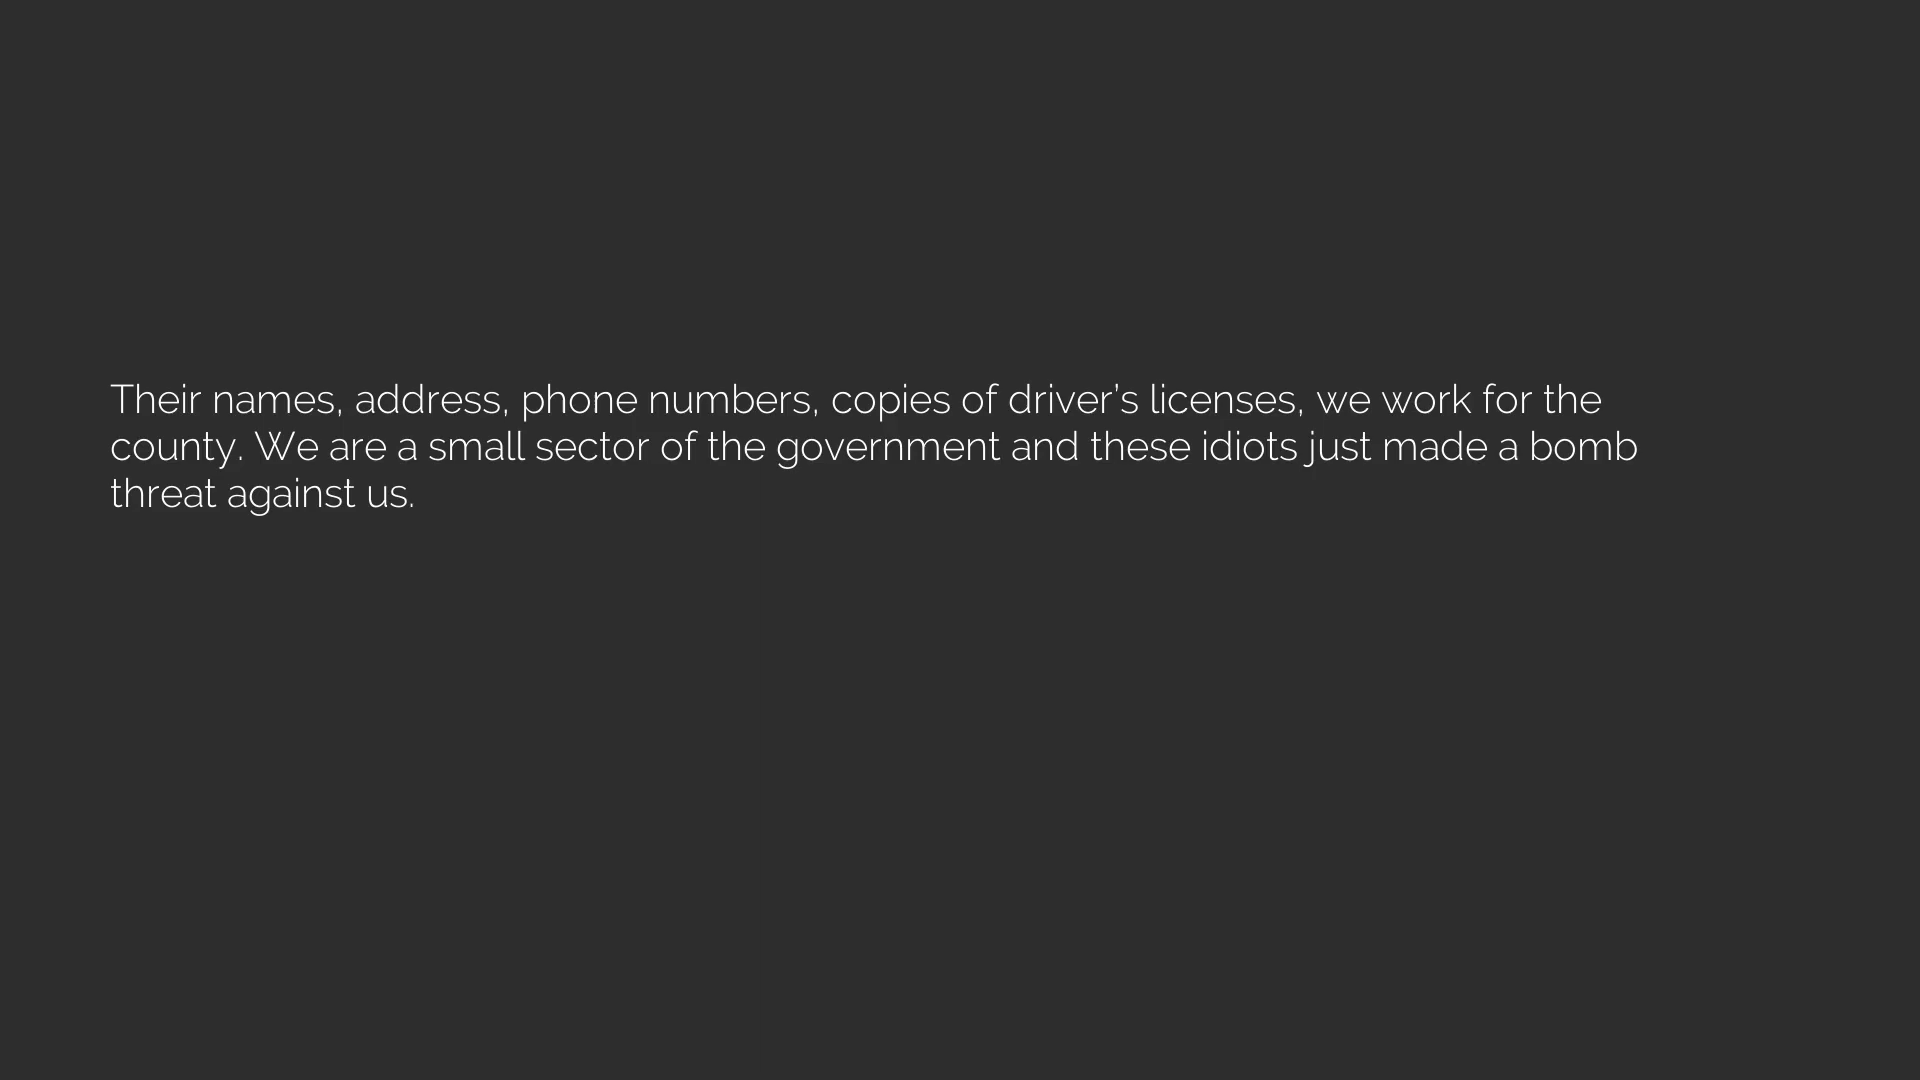 Their names, address, phone numbers, copies of driver’s licenses, we work for the
county. We are a small sector of the government and these idiots just made a bomb
threat against us.